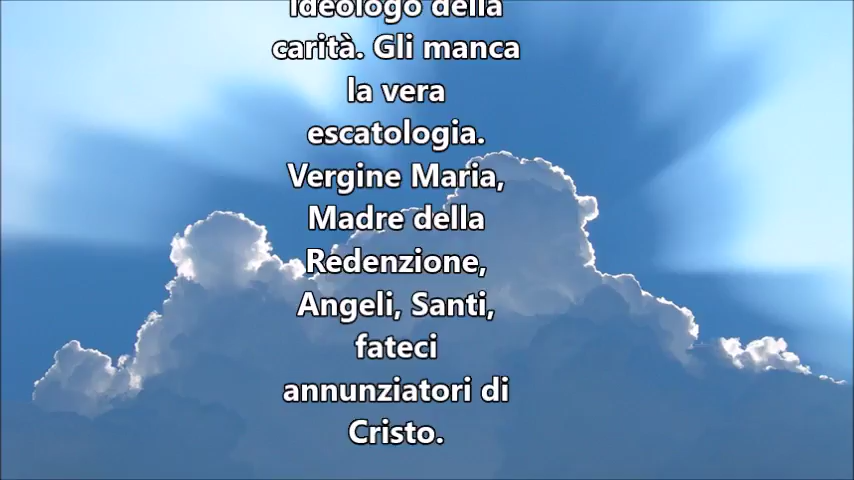 ideologo della
carità. Gli manca
la vera
escatologia.
Vergine Maria,
Madre della
Redenzione,
Angeli, Santi,
fateci
annunziatori di
Cristo.